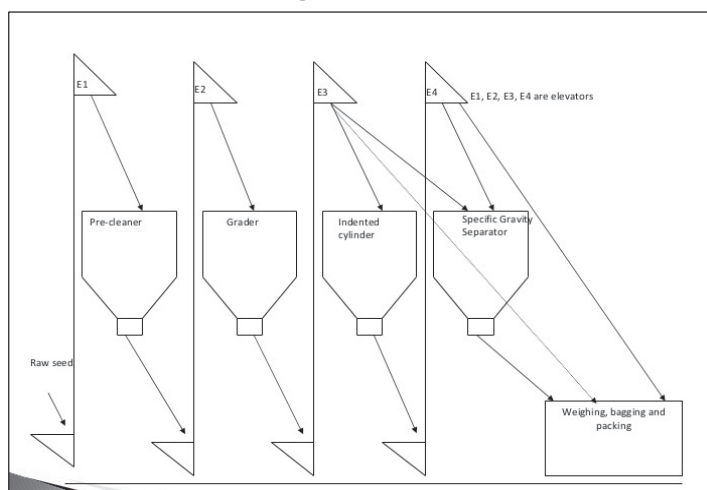 E1
E2
E3
E4
E1, E2, E3, E4 are elevators
Pre-cleaner
Grader
Indented
cylinder
Specific Gravity
Separator
Raw seed
Weighing, bagging and
packing